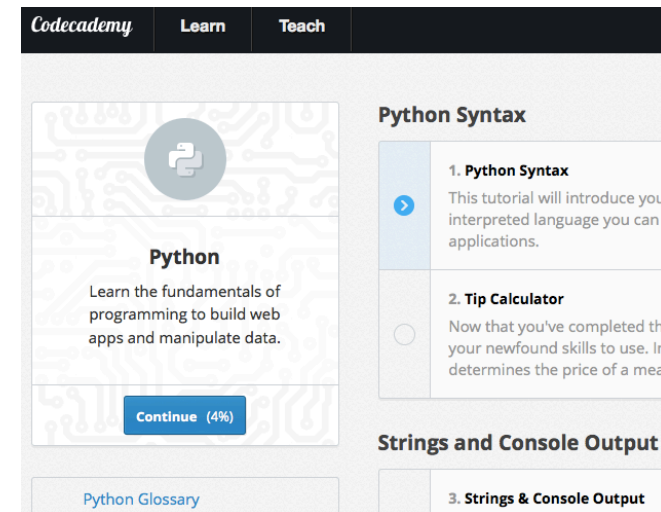 Codecademy Learn Teach
Python
Learn the fundamentals of
programming to build web
apps and manipulate data.
Continue (4%)
Python Glossary
Python Syntax
1. Python Syntax
This tutorial will introduce you
interpreted language you can
applications.
2. Tip Calculator
Now that you've completed th
your newfound skills to use. I
determines the price of a mea
Strings and Console Output
3. Strings & Console Output